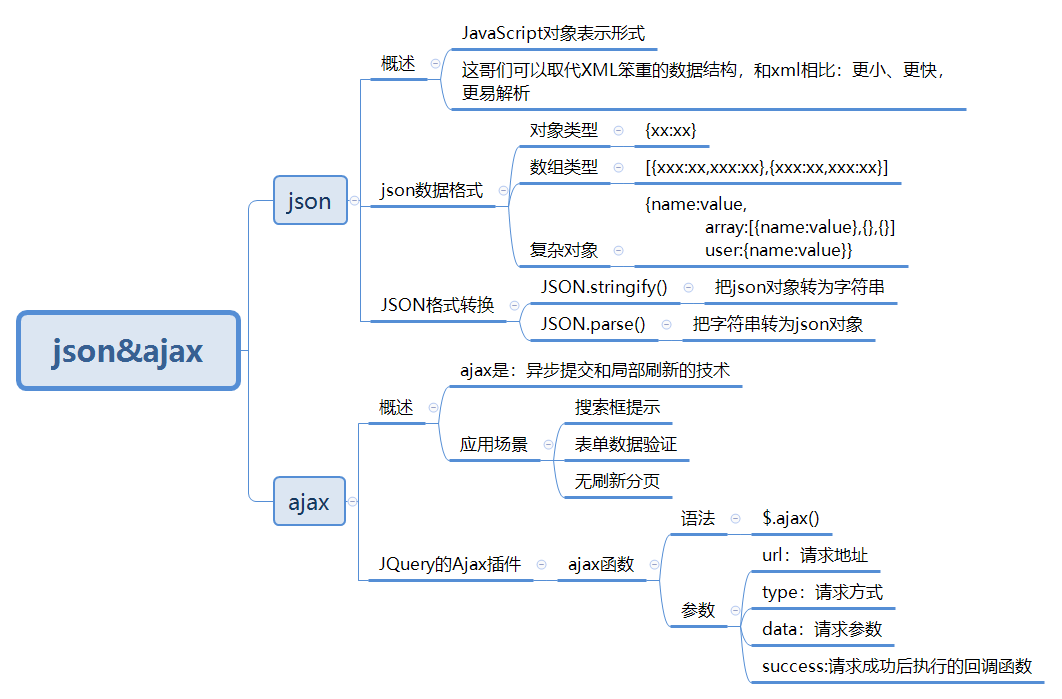 json&ajax
json
概述
JavaScript对象表示形式
这哥们可以取代XML笨重的数据结构，和xml相比：更小、更快，
更易解析
json数据格式
对象类型
{xx:xx}
数组类型
[{xxx:xx,xxx:xx},{xxx:xx,xxx:xx}]
复杂对象
{name:value,
array:[{name:value},{},{}]
user:{name:value}}
JSON格式转换
JSON.stringify()
把json对象转为字符串
JSON.parse()
把字符串转为json对象
ajax
概述
ajax是：异步提交和局部刷新的技术
应用场景
搜索框提示
表单数据验证
无刷新分页
JQuery的Ajax插件
ajax函数
语法
$.ajax()
参数
url：请求地址
type：请求方式
data：请求参数
success:请求成功后执行的回调函数